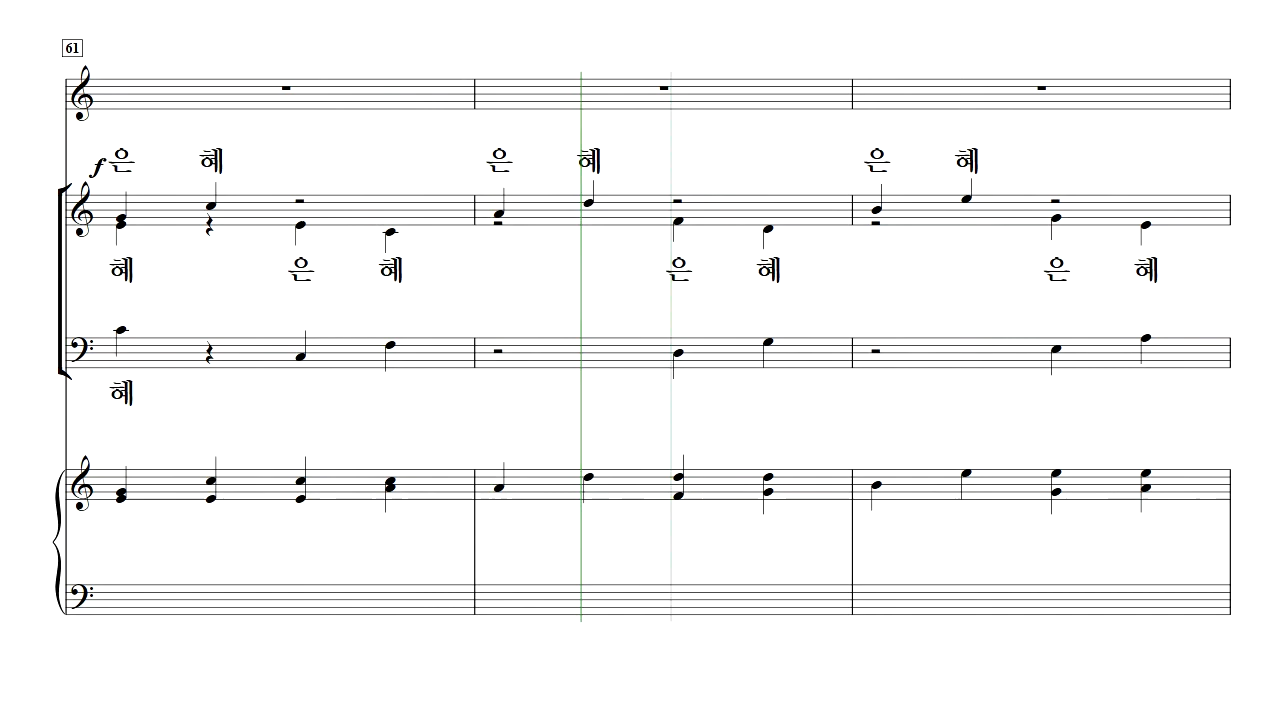 61
f 은 혜 은 혜 은 혜
혜 은 혜 은 혜 은 혜
혜